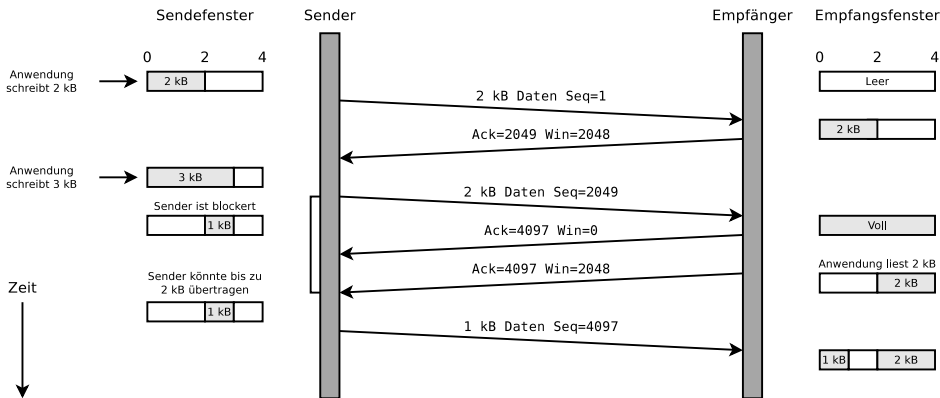 Sendefenster
Sender
Empfänger
Empfangsfenster
0 2 4
0 2 4
Anwendung
schreibt 2 kB
2 kB
Leer
2 kB Daten Seq=1
Ack=2049 Win=2048
2 kB
Anwendung
schreibt 3 kB
3 kB
2 kB Daten Seq=2049
Sender ist blockert
1 kB
Voll
Ack=4097 Win=0
Anwendung liest 2 kB
Ack=4097 Win=2048
2 kB
Sender könnte bis zu
2 kB übertragen
1 kB
Zeit
1 kB Daten Seq=4097
1 kB
2 kB